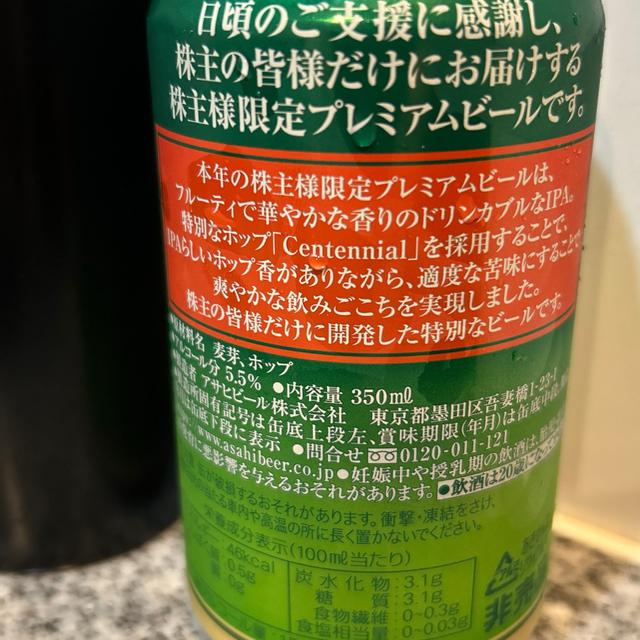 日頃のご支援に感謝し、
株主の皆様だけにお届けする
株主様限定プレミアムビールです。
本年の株主様限定プレミアムビールは、
フルーティで華やかな香りのドリンカブルなIPA。
特別なホップ「Centennial」を採用することで、
IPAらしいホップ香がありながら、適度な苦味にすることで
爽やかな飲みごこちを実現しました。
株主の皆様だけに開発した特別なビールです。
麦芽、ホップ
アルコール分 5.5% ●内容量 350㎖
アサヒビール株式会社 東京都墨田区吾妻橋1-23-1
固有記号は缶底上段左、賞味期限(年月)は缶底中段
缶底下段に表示 ●問合せ 0120-011-121
www.asahibeer.co.jp ●妊娠中や授乳期の飲酒は、
悪影響を与えるおそれがあります。 ●飲酒は20歳になっ
破損するおそれがあります。衝撃・凍結をさけ、
車内や高温の所に長く置かないでください。
栄養成分表示(100㎖当たり)
46kcal 炭水化物:3.1g
0.5g 糖質:3.1g
0g 食物繊維:0~0.3g
食塩相当量:0~0.03g
非売